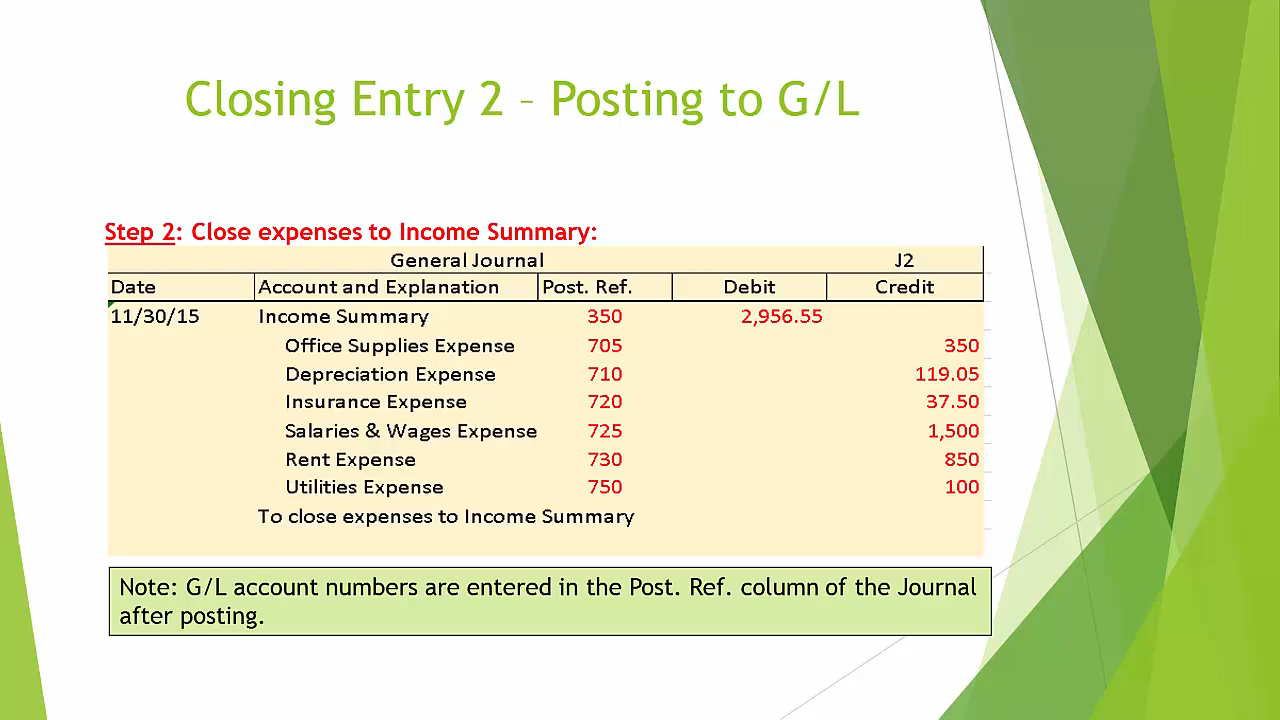 Closing Entry 2 – Posting to G/L
Step 2: Close expenses to Income Summary:
General Journal J2
Date Account and Explanation Post. Ref. Debit Credit
11/30/15 Income Summary 350 2,956.55
Office Supplies Expense 705 350
Depreciation Expense 710 119.05
Insurance Expense 720 37.50
Salaries & Wages Expense 725 1,500
Rent Expense 730 850
Utilities Expense 750 100
To close expenses to Income Summary
Note: G/L account numbers are entered in the Post. Ref. column of the Journal
after posting.